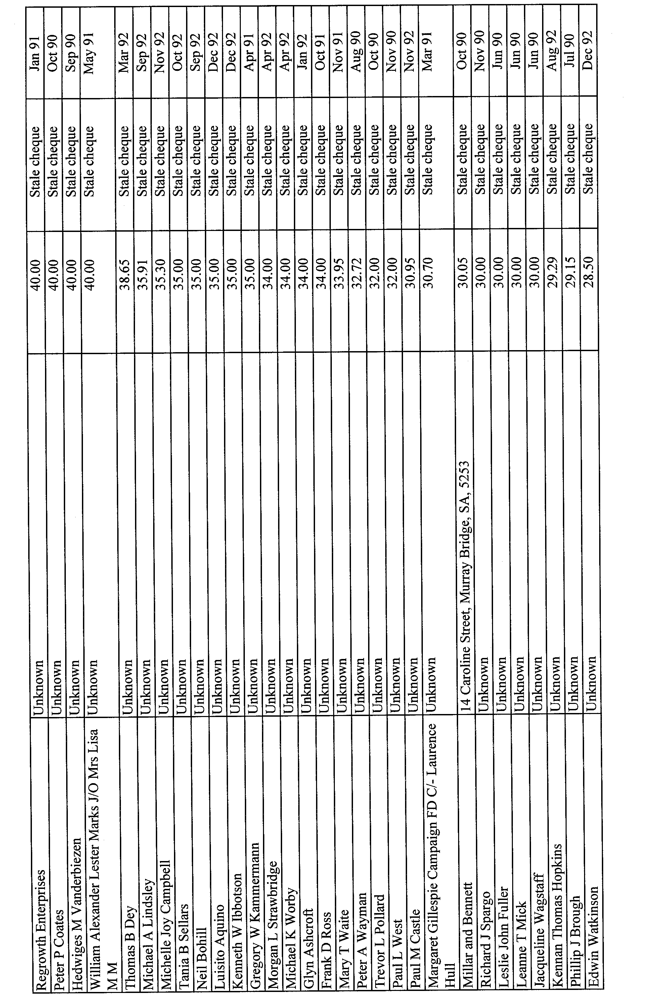 Regrowth Enterprises Unknown 40.00 Stale cheque Jan 91
Peter P Coates Unknown 40.00 Stale cheque Oct 90
Hedwiges M Vanderbiezen Unknown 40.00 Stale cheque Sep 90
William Alexander Lester Marks J/O Mrs Lisa Unknown 40.00 Stale cheque May 91
M M
Thomas B Dey Unknown 38.65 Stale cheque Mar 92
Michael A Lindsley Unknown 35.91 Stale cheque Sep 92
Michelle Joy Campbell Unknown 35.30 Stale cheque Nov 92
Tania B Sellars Unknown 35.00 Stale cheque Oct 92
Neil Bohill Unknown 35.00 Stale cheque Sep 92
Luisito Aquino Unknown 35.00 Stale cheque Dec 92
Kenneth W Ibbotson Unknown 35.00 Stale cheque Dec 92
Gregory W Kammermann Unknown 35.00 Stale cheque Apr 91
Morgan L Strawbridge Unknown 34.00 Stale cheque Apr 92
Michael K Worby Unknown 34.00 Stale cheque Apr 92
Glyn Ashcroft Unknown 34.00 Stale cheque Jan 92
Frank D Ross Unknown 34.00 Stale cheque Oct 91
Mary T Waite Unknown 33.95 Stale cheque Nov 91
Peter A Wayman Unknown 32.72 Stale cheque Aug 90
Trevor L Pollard Unknown 32.00 Stale cheque Oct 90
Paul L West Unknown 32.00 Stale cheque Nov 90
Paul M Castle Unknown 30.95 Stale cheque Nov 92
Margaret Gillespie Campaign FD C/- Laurence Unknown 30.70 Stale cheque Mar 91
Hull
Millar and Bennett 14 Caroline Street, Murray Bridge, SA, 5253 30.05 Stale cheque Oct 90
Richard J Spargo Unknown 30.00 Stale cheque Nov 90
Leslie John Fuller Unknown 30.00 Stale cheque Jun 90
Leanne T Mick Unknown 30.00 Stale cheque Jun 90
Jacqueline Wagstaff Unknown 30.00 Stale cheque Jun 90
Kennan Thomas Hopkins Unknown 29.29 Stale cheque Aug 92
Phillip J Brough Unknown 29.15 Stale cheque Jul 90
Edwin Watkinson Unknown 28.50 Stale cheque Dec 92